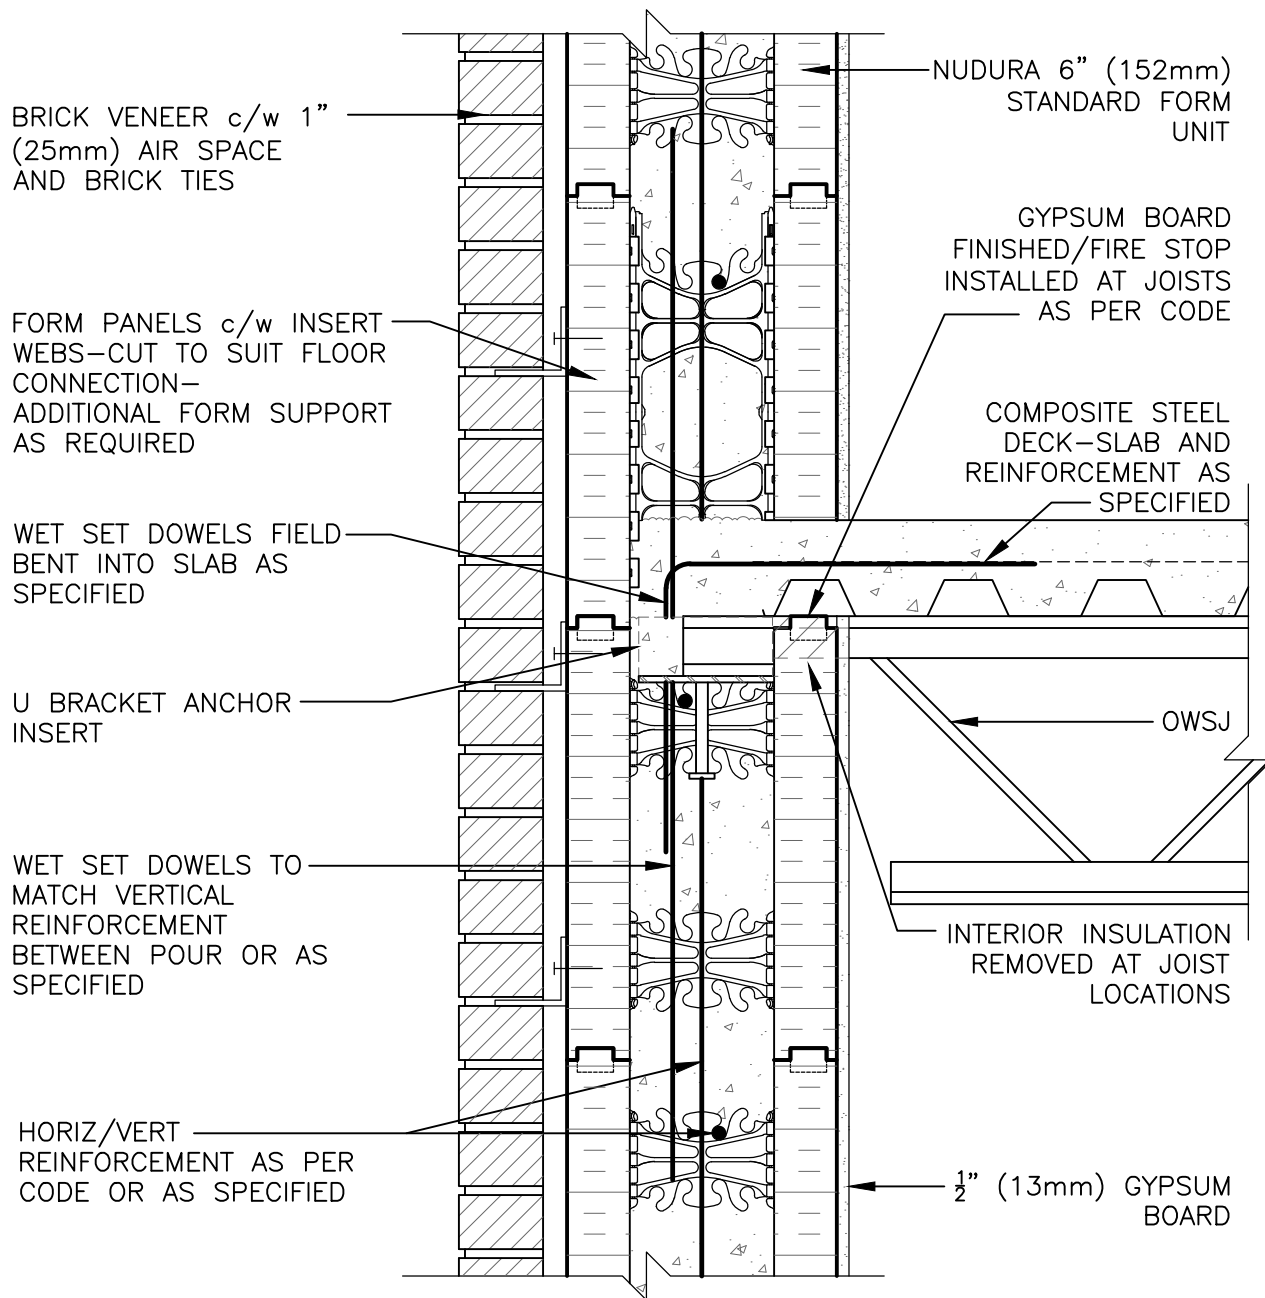 BRICK VENEER c/w 1”
(25mm) AIR SPACE
AND BRICK TIES
FORM PANELS c/w INSERT
WEBS-CUT TO SUIT FLOOR
CONNECTION-
ADDITIONAL FORM SUPPORT
AS REQUIRED
WET SET DOWELS FIELD
BENT INTO SLAB AS
SPECIFIED
U BRACKET ANCHOR
INSERT
WET SET DOWELS TO
MATCH VERTICAL
REINFORCEMENT
BETWEEN POUR OR AS
SPECIFIED
HORIZ/VERT
REINFORCEMENT AS PER
CODE OR AS SPECIFIED
NUDURA 6” (152mm)
STANDARD FORM
UNIT
GYPSUM BOARD
FINISHED/FIRE STOP
INSTALLED AT JOISTS
AS PER CODE
COMPOSITE STEEL
DECK-SLAB AND
REINFORCEMENT AS
SPECIFIED
OWSJ
INTERIOR INSULATION
REMOVED AT JOIST
LOCATIONS
½” (13mm) GYPSUM
BOARD